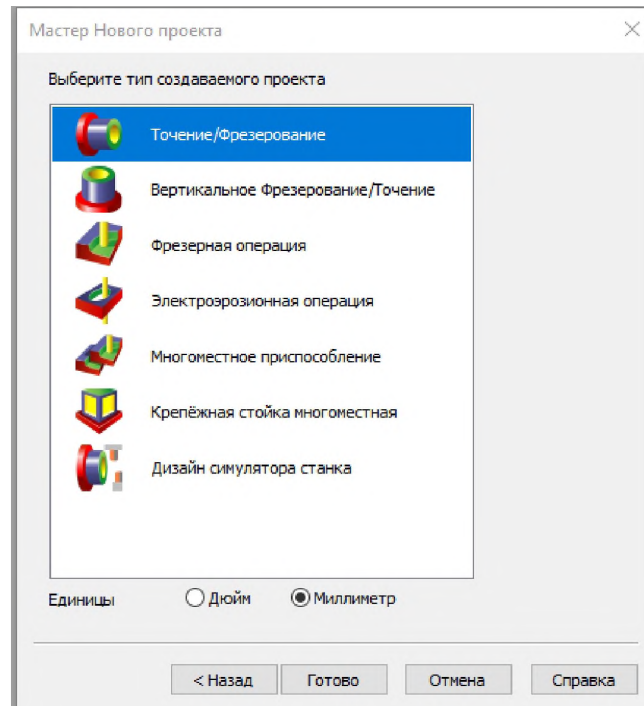 Мастер Нового проекта
Выберите тип создаваемого проекта
Точение/Фрезерование
Вертикальное Фрезерование/Точение
Фрезерная операция
Электроэрозионная операция
Многоместное приспособление
Крепёжная стойка многоместная
Дизайн симулятора станка
Единицы Дюйм Миллиметр
< Назад Готово Отмена Справка